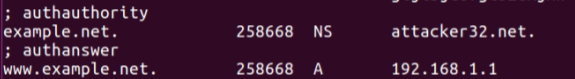 ; authauthority
example.net. 258668 NS attacker32.net.
; authanswer
www.example.net. 258668 A 192.168.1.1